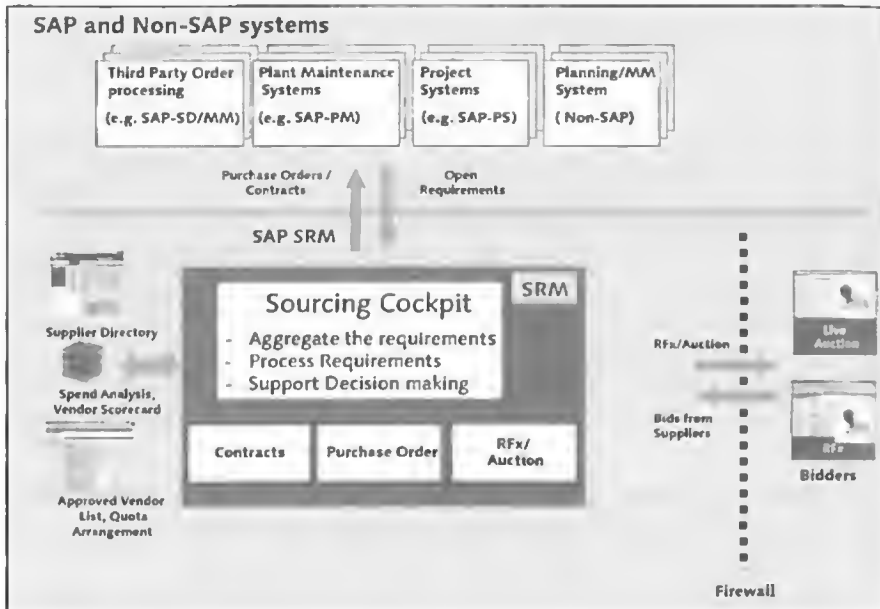 SAP and Non-SAP systems
Third Party Order
processing
(e.g. SAP-SD/MM)
Plant Maintenance
Systems
(e.g. SAP-PM)
Project
Systems
(e.g. SAP-PS)
Planning/MM
System
( Non-SAP)
Purchase Orders /
Contracts
Open
Requirements
SAP SRM
SRM
Sourcing Cockpit
- Aggregate the requirements
- Process Requirements
- Support Decision making
Contracts
Purchase Order
RFx/
Auction
Supplier Directory
Spend Analysis,
Vendor Scorecard
Approved Vendor
List, Quota
Arrangement
RFx/Auction
Bids from
Suppliers
Live
Auction
RFx
Bidders
Firewall